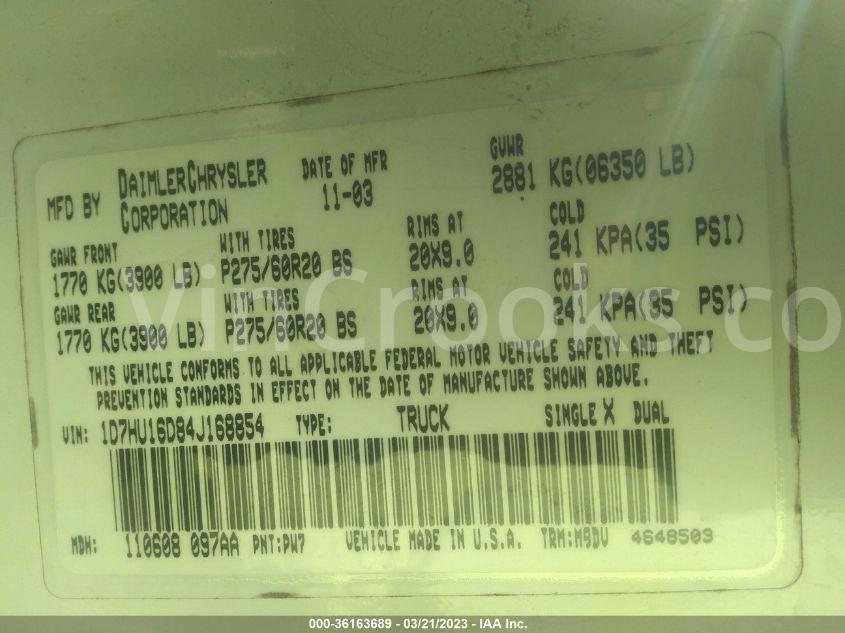 MFD BY DAIMLERCHRYSLER CORPORATION DATE OF MFR 11-03 GVWR 2881 KG(06350 LB)
GAWR FRONT WITH TIRES RIMS AT COLD
1770 KG(3900 LB) P275/60R20 BS 20X9.0 241 KPA(35 PSI)
GAWR REAR WITH TIRES RIMS AT COLD
1770 KG(3900 LB) P275/60R20 BS 20X9.0 241 KPA(35 PSI)
THIS VEHICLE CONFORMS TO ALL APPLICABLE FEDERAL MOTOR VEHICLE SAFETY AND THEFT
PREVENTION STANDARDS IN EFFECT ON THE DATE OF MANUFACTURE SHOWN ABOVE.
VIN: 1D7HU16D84J168854 TYPE: TRUCK SINGLE X DUAL
MDH: 110608 097AA PNT:PW7 VEHICLE MADE IN U.S.A. TRM:M9DV 4648509
VinCrooks.co
000-36163689 - 03/21/2023 - IAA Inc.